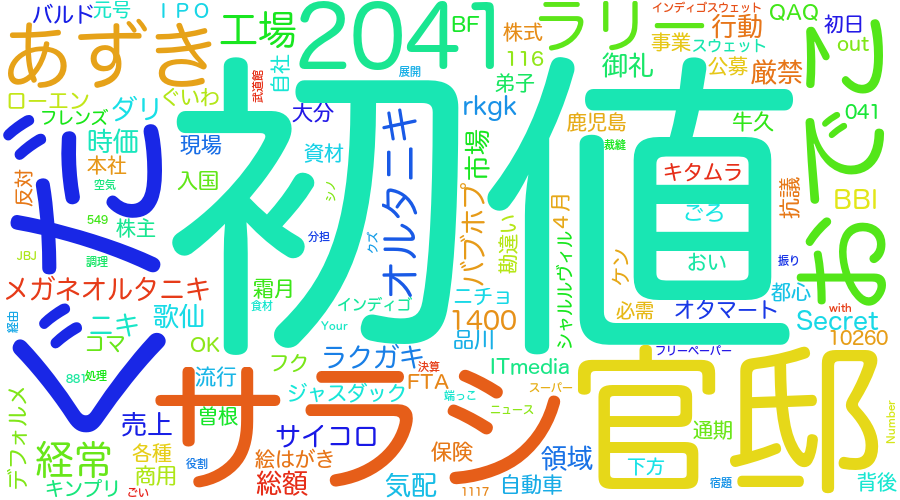 バルド
元号
IPO
工場
2041
BF
ラリー
株式
116
インディゴスウェット
行動
QAQ
初日
事業
スウェット
out
あずき
自社
武道館
展開
弟子
御礼
公募
厳禁
おでこ
ローエン
ぐいわ
フレンズ
ダリ
大分
rkgk
鹿児島
牛久
041
時価
現場
オルタニキ
市場
裁縫
初値
本社
資材
キタムラ
抗議
BBI
反対
空気
入国
シノ
バブホプ
4月
ごろ
549
株主
分担
クズ
勘違い
シャルルヴィル
ケン
おい
振り
JBJ
調理
メガネオルタニキ
霜月
インディゴ
ニチョ
必需
オタマート
都心
with
食材
歌仙
Your
1400
Secret
経由
ニキ
コマ
OK
フク
ラクガキ
品川
ITmedia
フリーペーパー
10260
881
処理
流行
決算
FTA
端っこ
スーパー
官邸
サラシ
ジャスダック
ニュース
Number
デフォルメ
売上
曽根
サイコロ
保険
領域
通期
経常
各種
絵はがき
下方
キンプリ
ごい
商用
役割
総額
気配
1117
自動車
宿題
背後